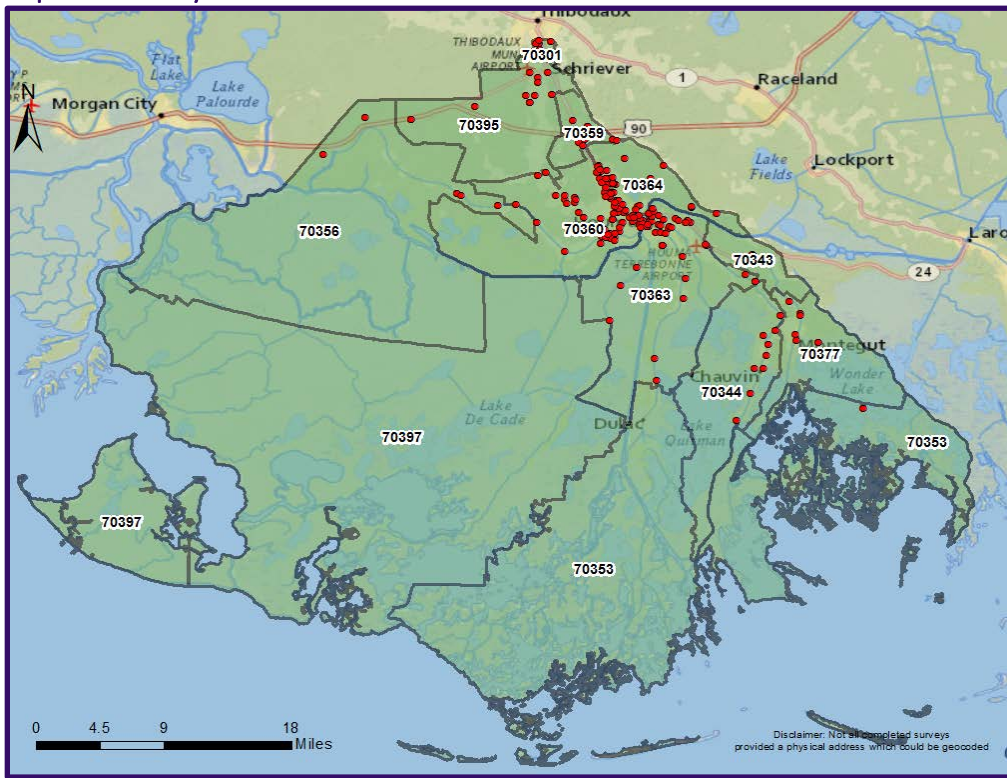 Thibodaux
THIBODAUX
MUNI
AIRPORT
70301
Schriever
Flat
Lake
Lake
Palourde
N
Morgan City
1
Raceland
70395
70359
90
Lake
Fields
Lockport
70364
70356
70360
HOUMA
TERREBONNE
AIRPORT
24
70343
70363
Montegut
70377
Chauvin
70344
Wonder
Lake
Lake
De Cade
Dulac
Lake
Quitman
70353
70397
70397
70353
0 4.5 9 18
Miles
Disclaimer: Not all completed surveys
provided a physical address which could be geocoded